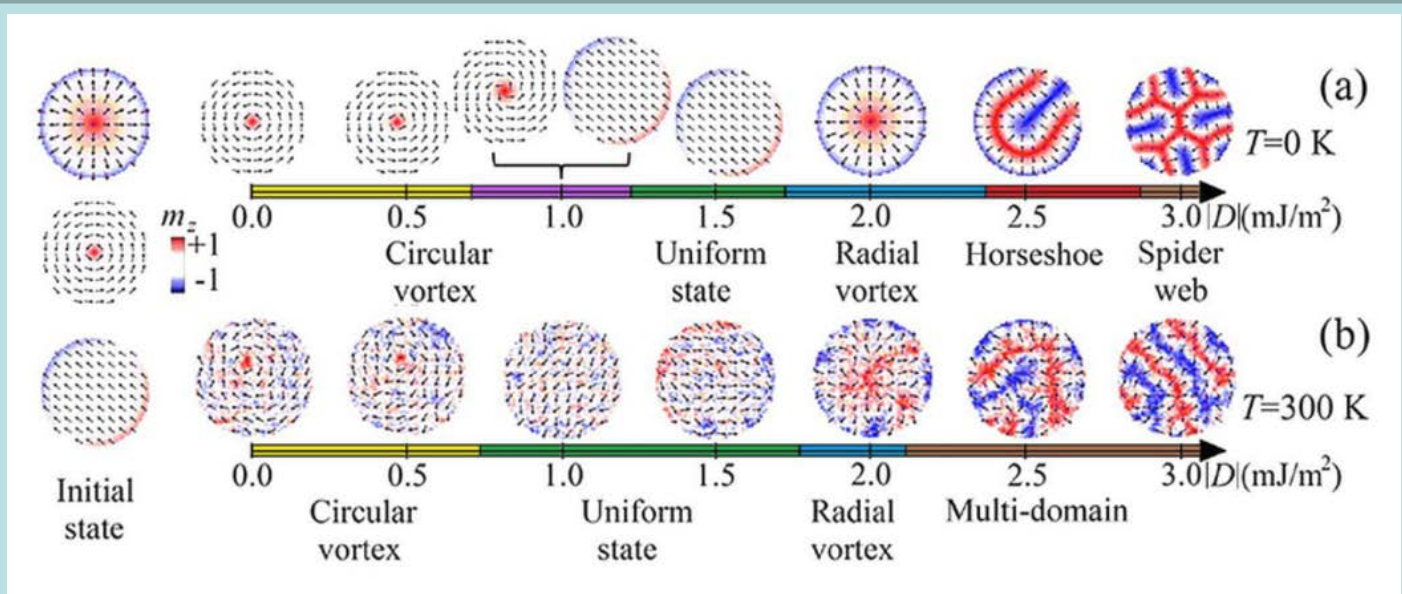 (a)
T=0 K
0.0 0.5 1.0 1.5 2.0 2.5 3.0 |D|(mJ/m²)
m_z
+1
-1
Circular
vortex
Uniform
state
Radial
vortex
Horseshoe
Spider
web
(b)
T=300 K
0.0 0.5 1.0 1.5 2.0 2.5 3.0 |D|(mJ/m²)
Initial
state
Circular
vortex
Uniform
state
Radial
vortex
Multi-domain